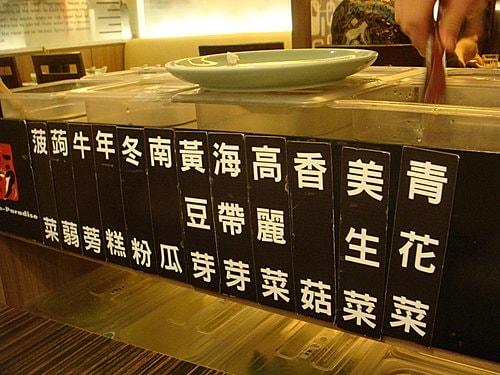 菠菜
蒟蒻
牛蒡
年糕
冬粉
南瓜
黃豆芽
海帶芽
高麗菜
香菇
美生菜
青花菜
-Paradise